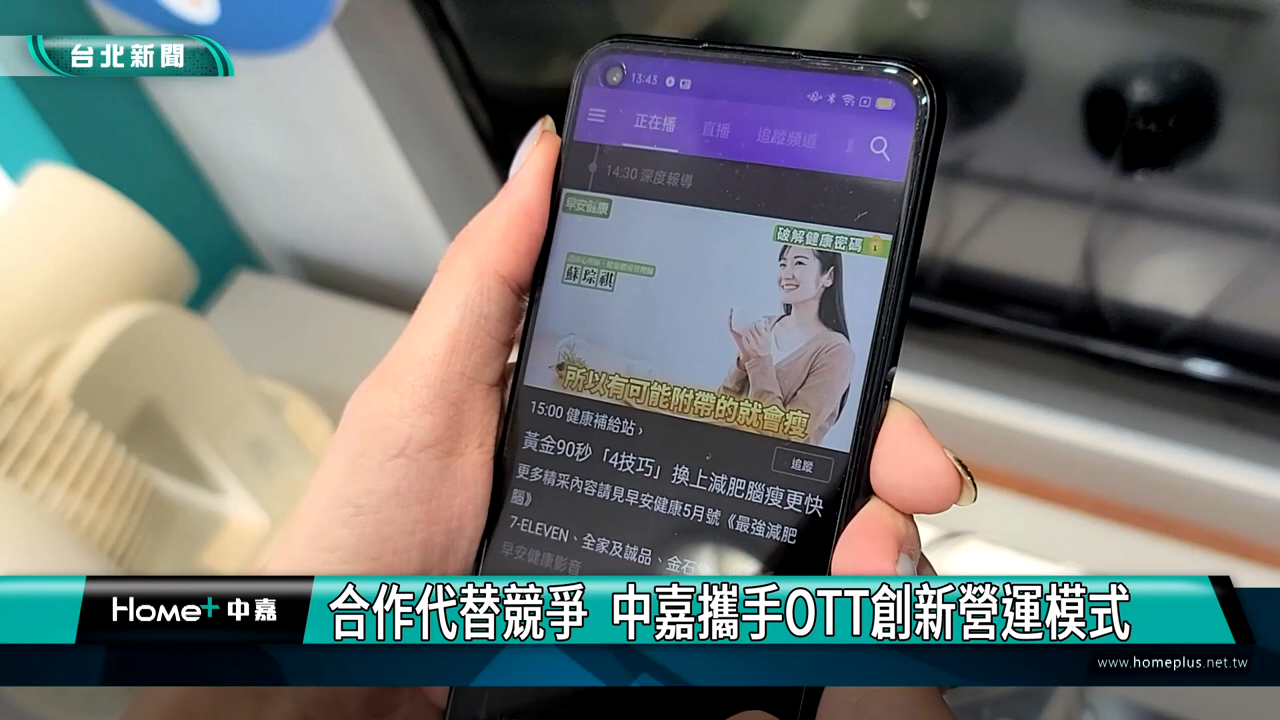 台北新聞
13:43
正在播 直播 追蹤頻道
14:30 深度報導
早安健康
破解健康密碼
蘇琮祺
所以有可能附帶的就會瘦
15:00 健康補給站 ›
黃金90秒「4技巧」換上減肥腦瘦更快
追蹤
更多精采內容請見早安健康5月號《最強減肥
腦》
7-ELEVEN、全家及誠品、金石
早安健康影音
Home+ 中嘉
合作代替競爭 中嘉攜手OTT創新營運模式
www.homeplus.net.tw